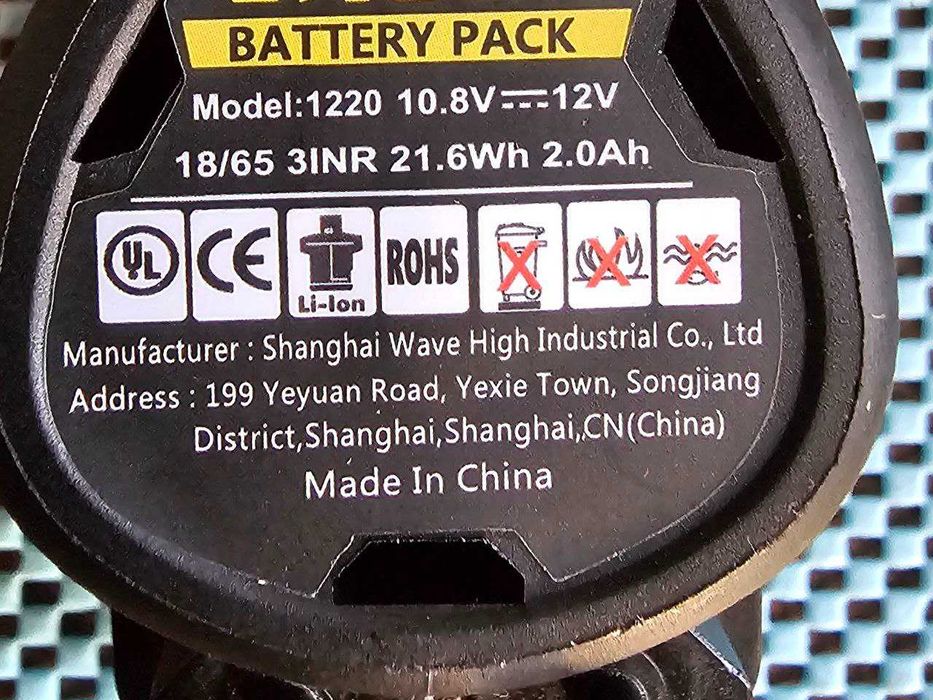 BATTERY PACK
Model:1220 10.8V⎓12V
18/65 3INR 21.6Wh 2.0Ah
UL CE Li-Ion ROHS
Manufacturer : Shanghai Wave High Industrial Co., Ltd
Address : 199 Yeyuan Road, Yexie Town, Songjiang
District,Shanghai,Shanghai,CN(China)
Made In China